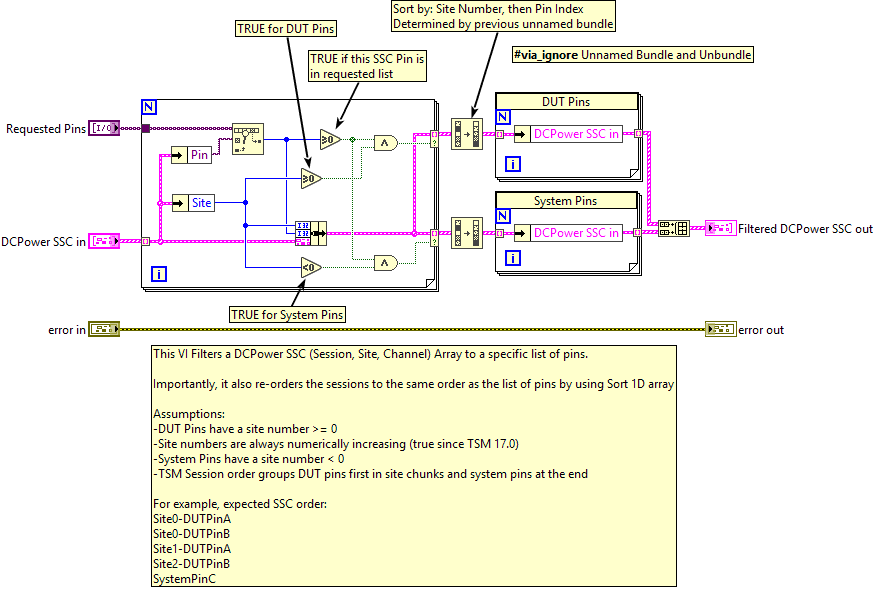 Sort by: Site Number, then Pin Index
Determined by previous unnamed bundle
TRUE for DUT Pins
#via_ignore Unnamed Bundle and Unbundle
TRUE if this SSC Pin is
in requested list
N
DUT Pins
N
Requested Pins
I/O
≥0
DCPower SSC in
Pin
i
≥0
System Pins
Site
N
DCPower SSC in
DCPower SSC in
Filtered DCPower SSC out
i
<0
i
TRUE for System Pins
error in
error out
This VI Filters a DCPower SSC (Session, Site, Channel) Array to a specific list of pins.
Importantly, it also re-orders the sessions to the same order as the list of pins by using Sort 1D array
Assumptions:
-DUT Pins have a site number >= 0
-Site numbers are always numerically increasing (true since TSM 17.0)
-System Pins have a site number < 0
-TSM Session order groups DUT pins first in site chunks and system pins at the end
For example, expected SSC order:
Site0-DUTPinA
Site0-DUTPinB
Site1-DUTPinA
Site2-DUTPinB
SystemPinC